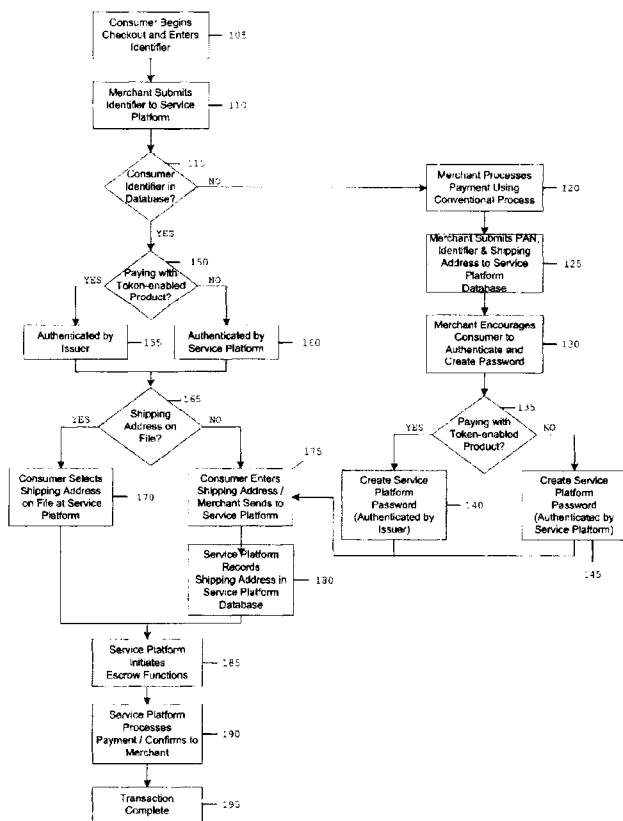 Consumer Begins
Checkout and Enters
Identifier
105
Merchant Submits
Identifier to Service
Platform
110
115
Consumer
Identifier in
Database?
NO
YES
Merchant Processes
Payment Using
Conventional Process
120
Merchant Submits PAN,
Identifier & Shipping
Address to Service
Platform
Database
125
Merchant Encourages
Consumer to
Authenticate and
Create Password
130
135
Paying with
Token-enabled
Product?
YES
NO
Create Service
Platform
Password
(Authenticated by
Issuer)
140
Create Service
Platform
Password
(Authenticated by
Service Platform)
145
150
Paying with
Token-enabled
Product?
YES
NO
Authenticated by
Issuer
155
Authenticated by
Service Platform
160
165
Shipping
Address on
File?
YES
NO
Consumer Selects
Shipping Address
on File at Service
Platform
170
175
Consumer Enters
Shipping Address /
Merchant Sends to
Service Platform
Service Platform
Records
Shipping Address in
Service Platform
Database
180
Service Platform
Initiates
Escrow Functions
185
Service Platform
Processes
Payment / Confirms to
Merchant
190
Transaction
Complete
195